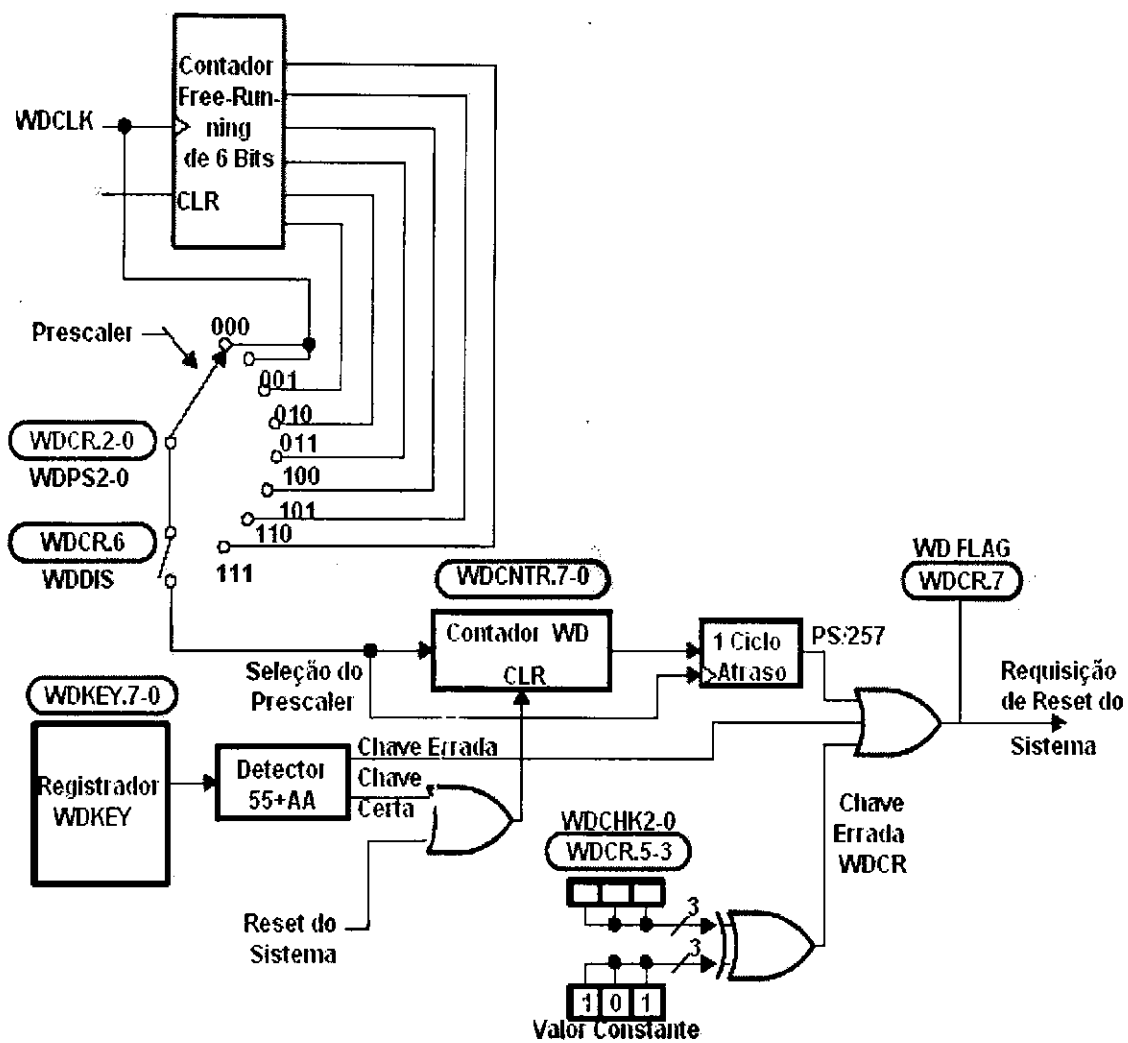 Contador
Free-Run-
ning
de 6 Bits
WDCLK
CLR
Prescaler
000
001
010
011
100
101
110
111
WDCR.2-0
WDPS2-0
WDCR.6
WDDIS
WDCNTR.7-0
Contador WD
CLR
Seleção do
Prescaler
1 Ciclo
Atraso
PS/257
WD FLAG
WDCR.7
Requisição
de Reset do
Sistema
WDKEY.7-0
Registrador
WDKEY
Detector
55+AA
Chave Errada
Chave
Certa
Reset do
Sistema
WDCHK2-0
WDCR.5-3
Chave
Errada
WDCR
3
3
1 0 1
Valor Constante